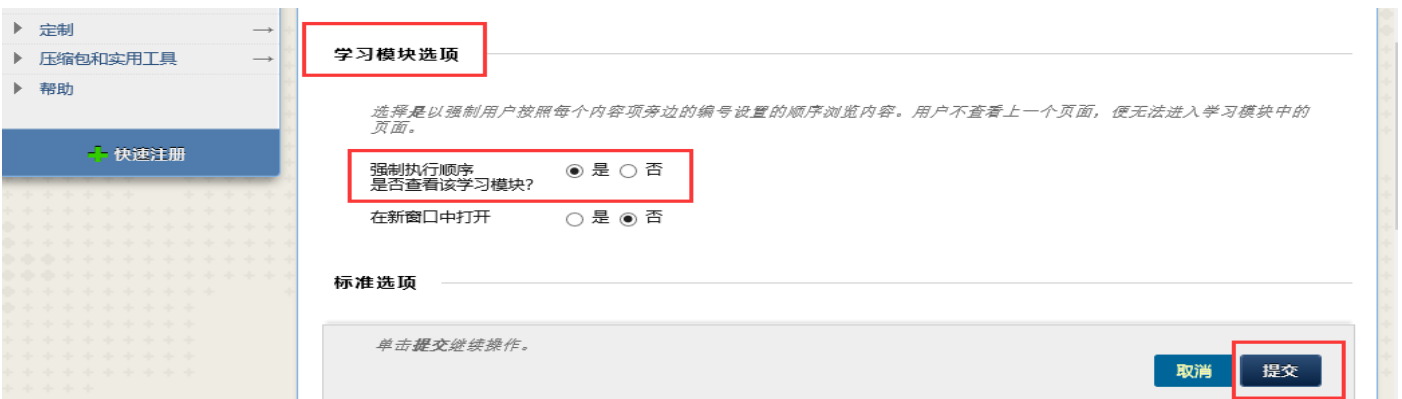 定制
压缩包和实用工具
帮助
快速注册
学习模块选项
选择是以强制用户按照每个内容项旁边的编号设置的顺序浏览内容。用户不查看上一个页面，便无法进入学习模块中的
页面。
强制执行顺序
是否查看该学习模块?
是 否
在新窗口中打开
是 否
标准选项
单击提交继续操作。
取消 提交